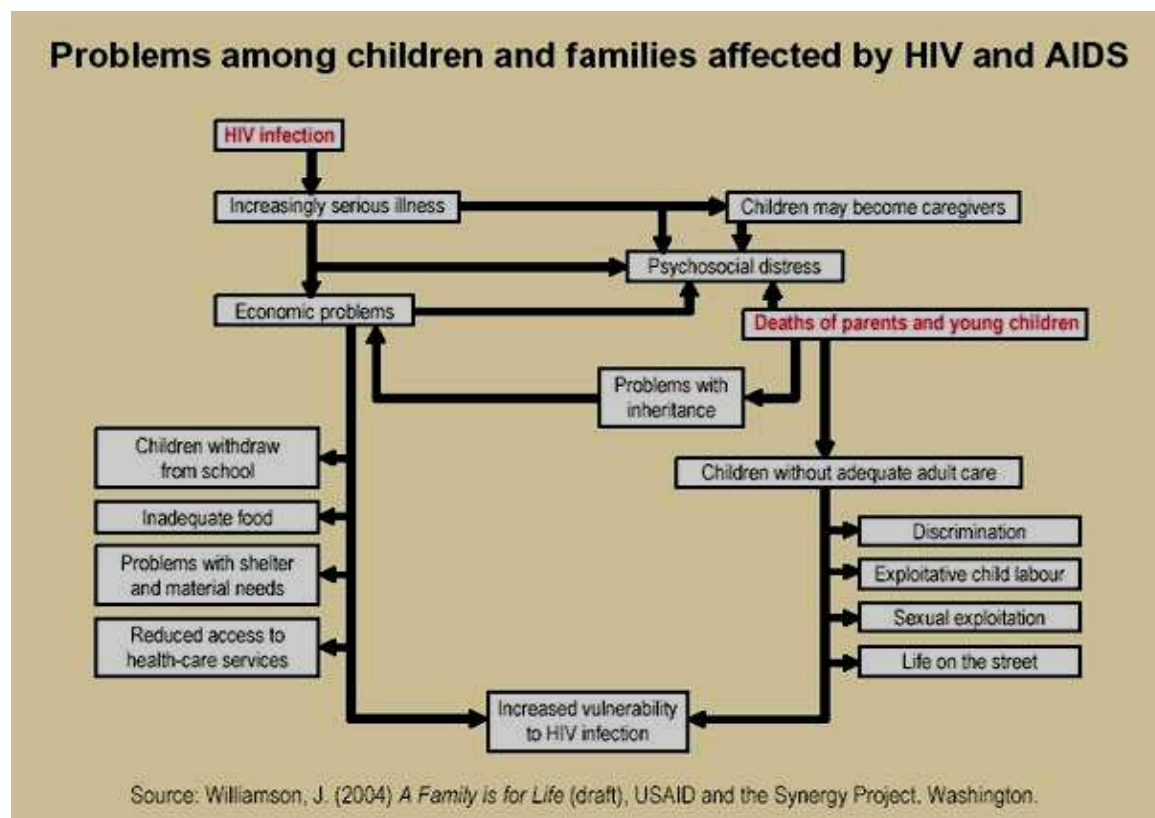 Problems among children and families affected by HIV and AIDS
HIV infection
Increasingly serious illness
Children may become caregivers
Psychosocial distress
Economic problems
Deaths of parents and young children
Problems with
inheritance
Children withdraw
from school
Children without adequate adult care
Inadequate food
Discrimination
Problems with shelter
and material needs
Exploitative child labour
Sexual exploitation
Reduced access to
health-care services
Life on the street
Increased vulnerability
to HIV infection
Source: Williamson, J. (2004) A Family is for Life (draft), USAID and the Synergy Project. Washington.